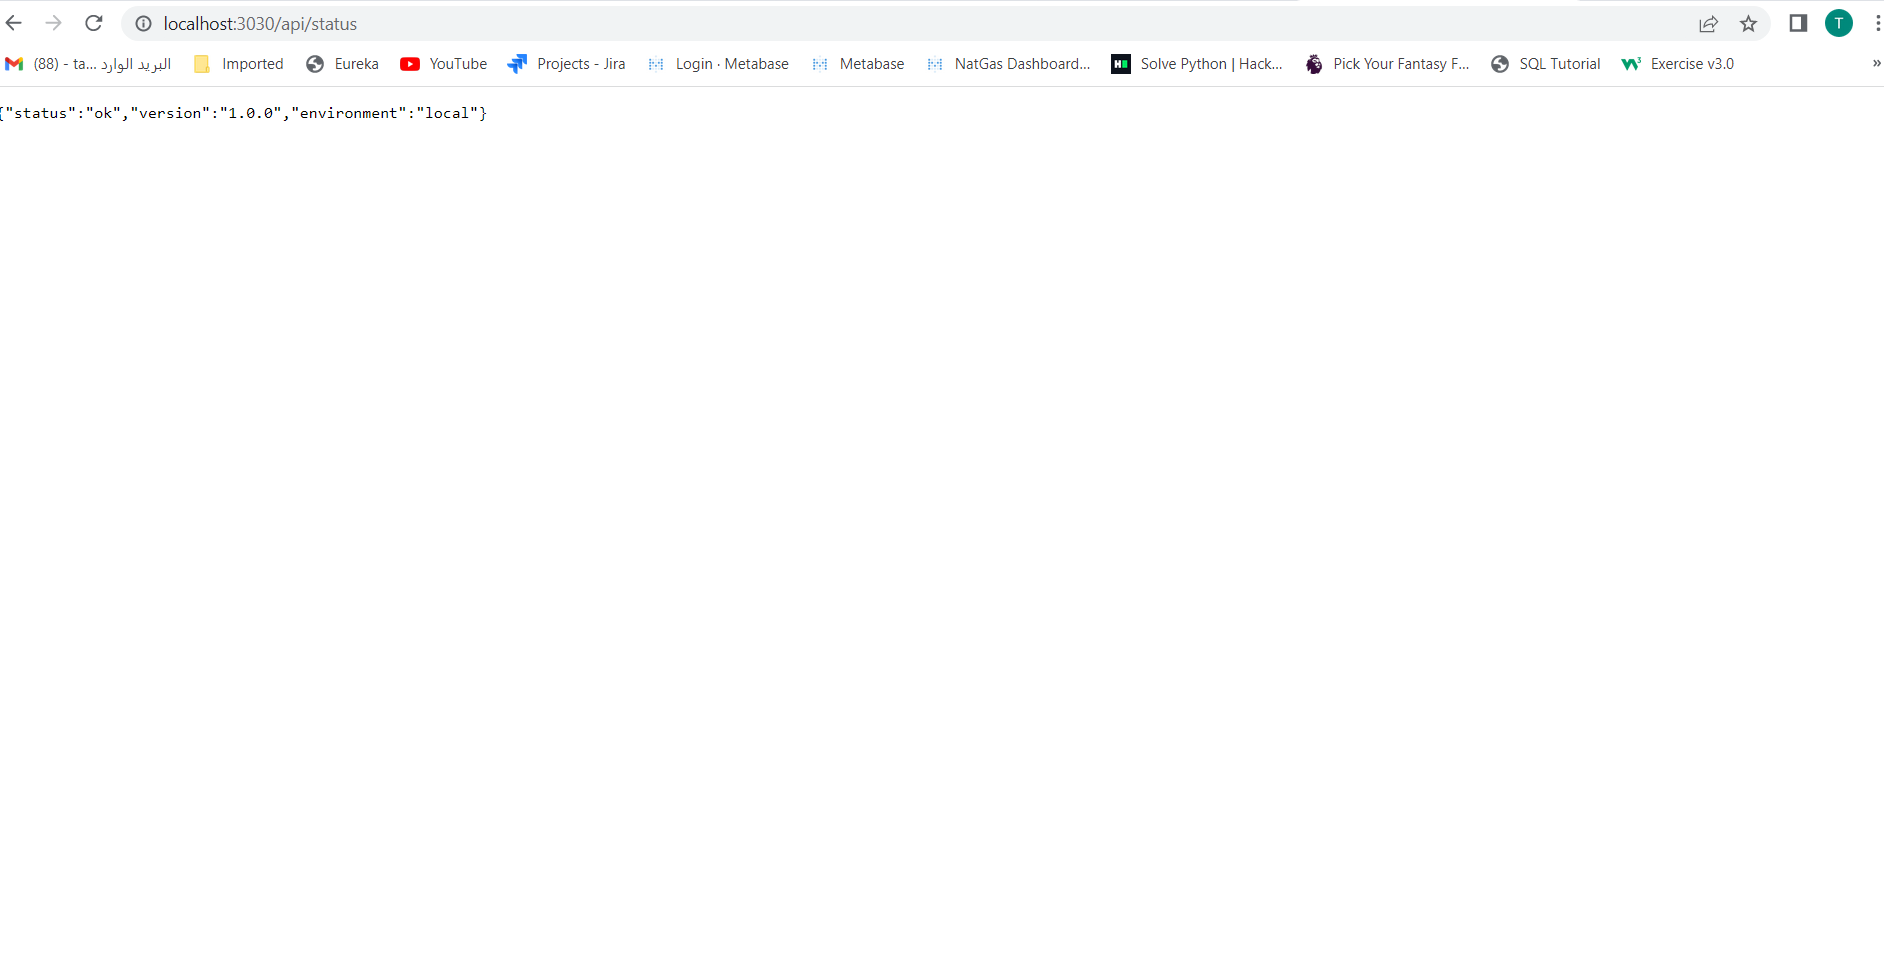 localhost:3030/api/status
T
(88) - ta... البريد الوارد Imported Eureka YouTube Projects - Jira Login · Metabase Metabase NatGas Dashboard... Solve Python | Hack... Pick Your Fantasy F... SQL Tutorial Exercise v3.0 »
{"status":"ok","version":"1.0.0","environment":"local"}